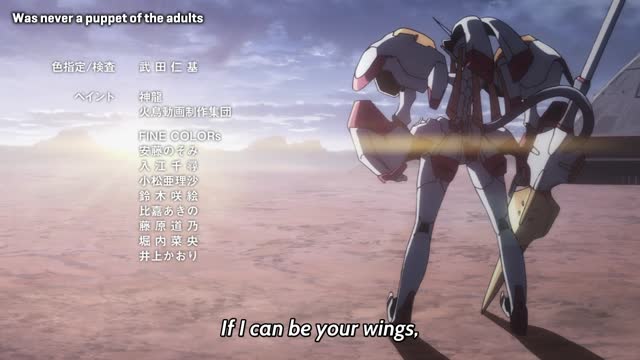 Was never a puppet of the adults
色指定/検査 武田仁基
ペイント 神龍
火鳥動画制作集団
FINE COLORs
安藤のぞみ
入江千尋
小松亜理沙
鈴木咲絵
比嘉あきの
藤原道乃
堀内菜央
井上かおり
If I can be your wings,